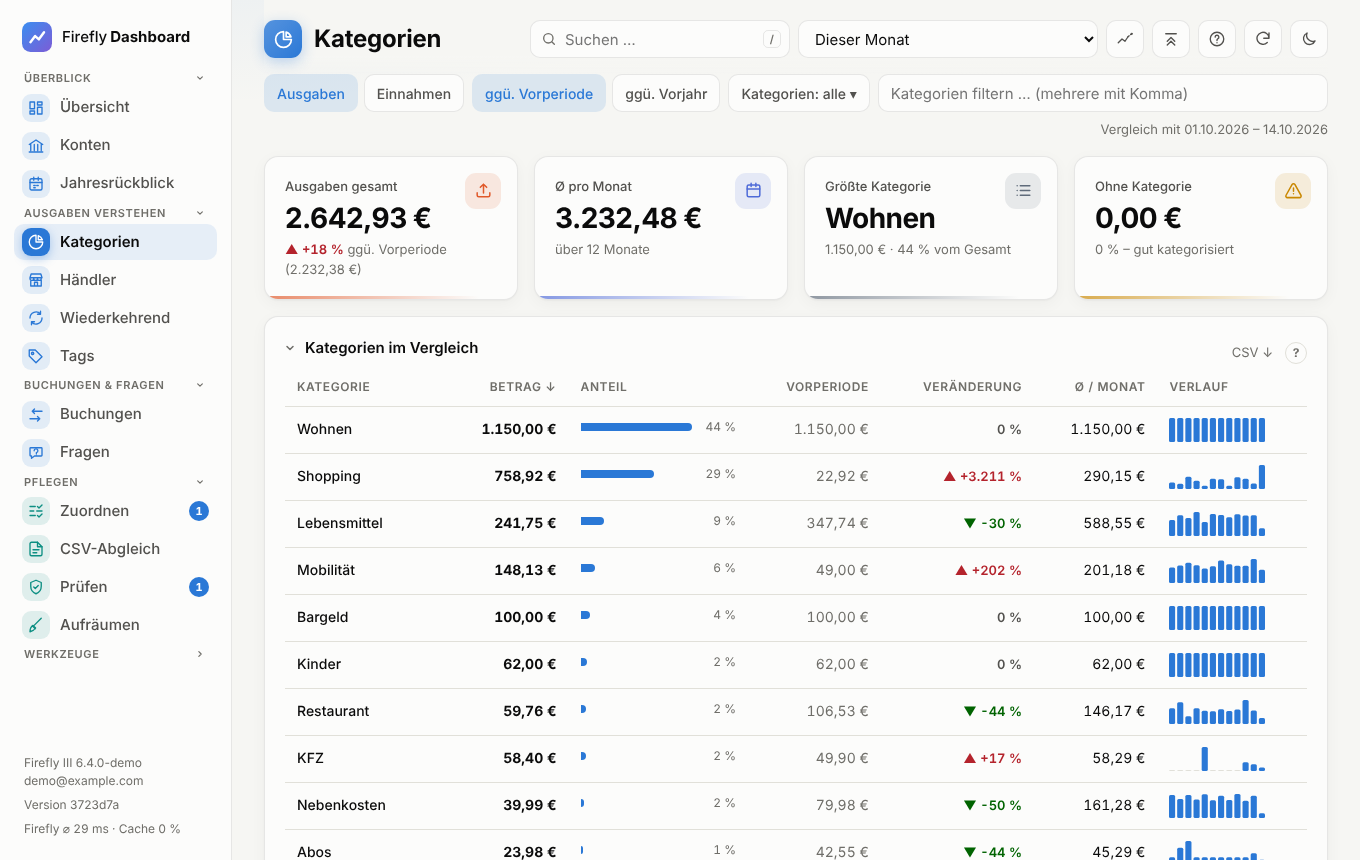 Firefly Dashboard
ÜBERBLICK
Übersicht
Konten
Jahresrückblick
AUSGABEN VERSTEHEN
Kategorien
Händler
Wiederkehrend
Tags
BUCHUNGEN & FRAGEN
Buchungen
Fragen
PFLEGEN
Zuordnen 1
CSV-Abgleich
Prüfen 1
Aufräumen
WERKZEUGE
Firefly III 6.4.0-demo
demo@example.com
Version 3723d7a
Firefly ⌀ 29 ms · Cache 0 %
Kategorien
Suchen ... /
Dieser Monat
Ausgaben Einnahmen ggü. Vorperiode ggü. Vorjahr Kategorien: alle ▾ Kategorien filtern ... (mehrere mit Komma)
Vergleich mit 01.10.2026 – 14.10.2026
Ausgaben gesamt
2.642,93 €
▲ +18 % ggü. Vorperiode
(2.232,38 €)
Ø pro Monat
3.232,48 €
über 12 Monate
Größte Kategorie
Wohnen
1.150,00 € · 44 % vom Gesamt
Ohne Kategorie
0,00 €
0 % – gut kategorisiert
Kategorien im Vergleich
CSV ↓ ?
KATEGORIE BETRAG ↓ ANTEIL VORPERIODE VERÄNDERUNG Ø / MONAT VERLAUF
Wohnen 1.150,00 € 44 % 1.150,00 € 0 % 1.150,00 €
Shopping 758,92 € 29 % 22,92 € ▲ +3.211 % 290,15 €
Lebensmittel 241,75 € 9 % 347,74 € ▼ -30 % 588,55 €
Mobilität 148,13 € 6 % 49,00 € ▲ +202 % 201,18 €
Bargeld 100,00 € 4 % 100,00 € 0 % 100,00 €
Kinder 62,00 € 2 % 62,00 € 0 % 62,00 €
Restaurant 59,76 € 2 % 106,53 € ▼ -44 % 146,17 €
KFZ 58,40 € 2 % 49,90 € ▲ +17 % 58,29 €
Nebenkosten 39,99 € 2 % 79,98 € ▼ -50 % 161,28 €
Abos 23,98 € 1 % 42,55 € ▼ -44 % 45,29 €